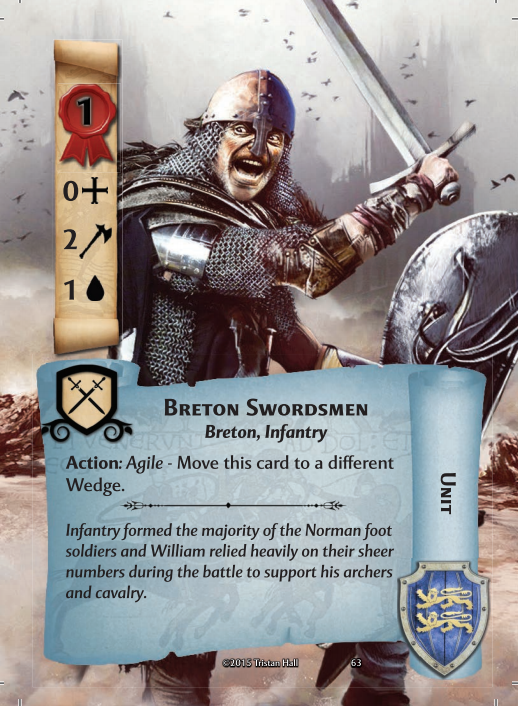 1
0
2
1
Breton Swordsmen
Breton, Infantry
Action: Agile - Move this card to a different
Wedge.
Infantry formed the majority of the Norman foot
soldiers and William relied heavily on their sheer
numbers during the battle to support his archers
and cavalry.
Unit
©2015 Tristan Hall
63